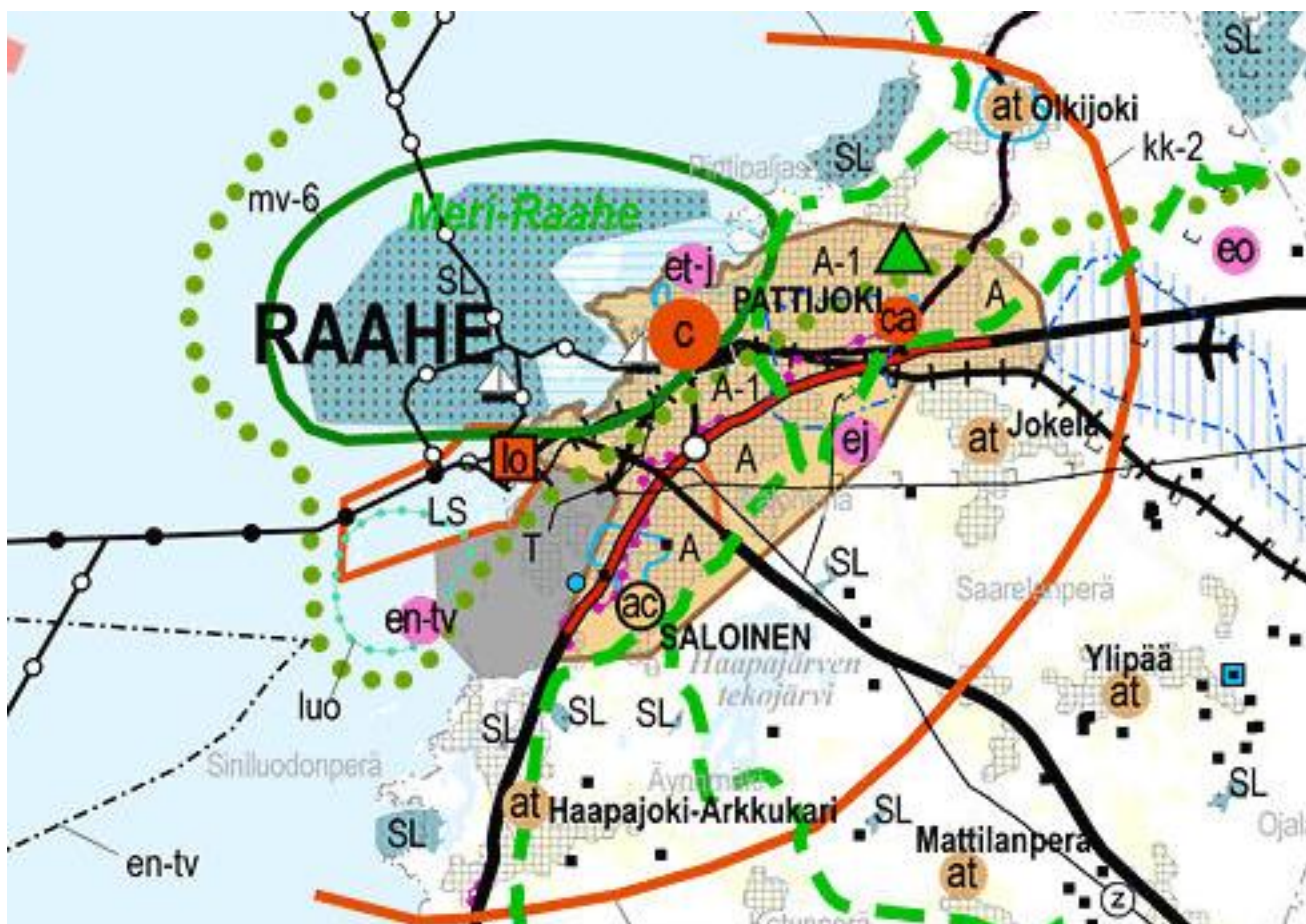 SL
at Olkijoki
kk-2
Pintipaljas
SL
mv-6
Meri-Raahe
et-j
A-1
eo
SL
PATTIJOKI
A
RAAHE
c
ca
A-1
at Jokela
ej
lo
A
LS
T
A
SL
Saarelanperä
ac
en-tv
SALOINEN
Haapajärven
tekojärvi
Ylipää
at
luo
SL
SL
SL
Siniluodonperä
SL
at Haapajoki-Arkkukari
SL
SL
Mattilanperä
at
en-tv
z